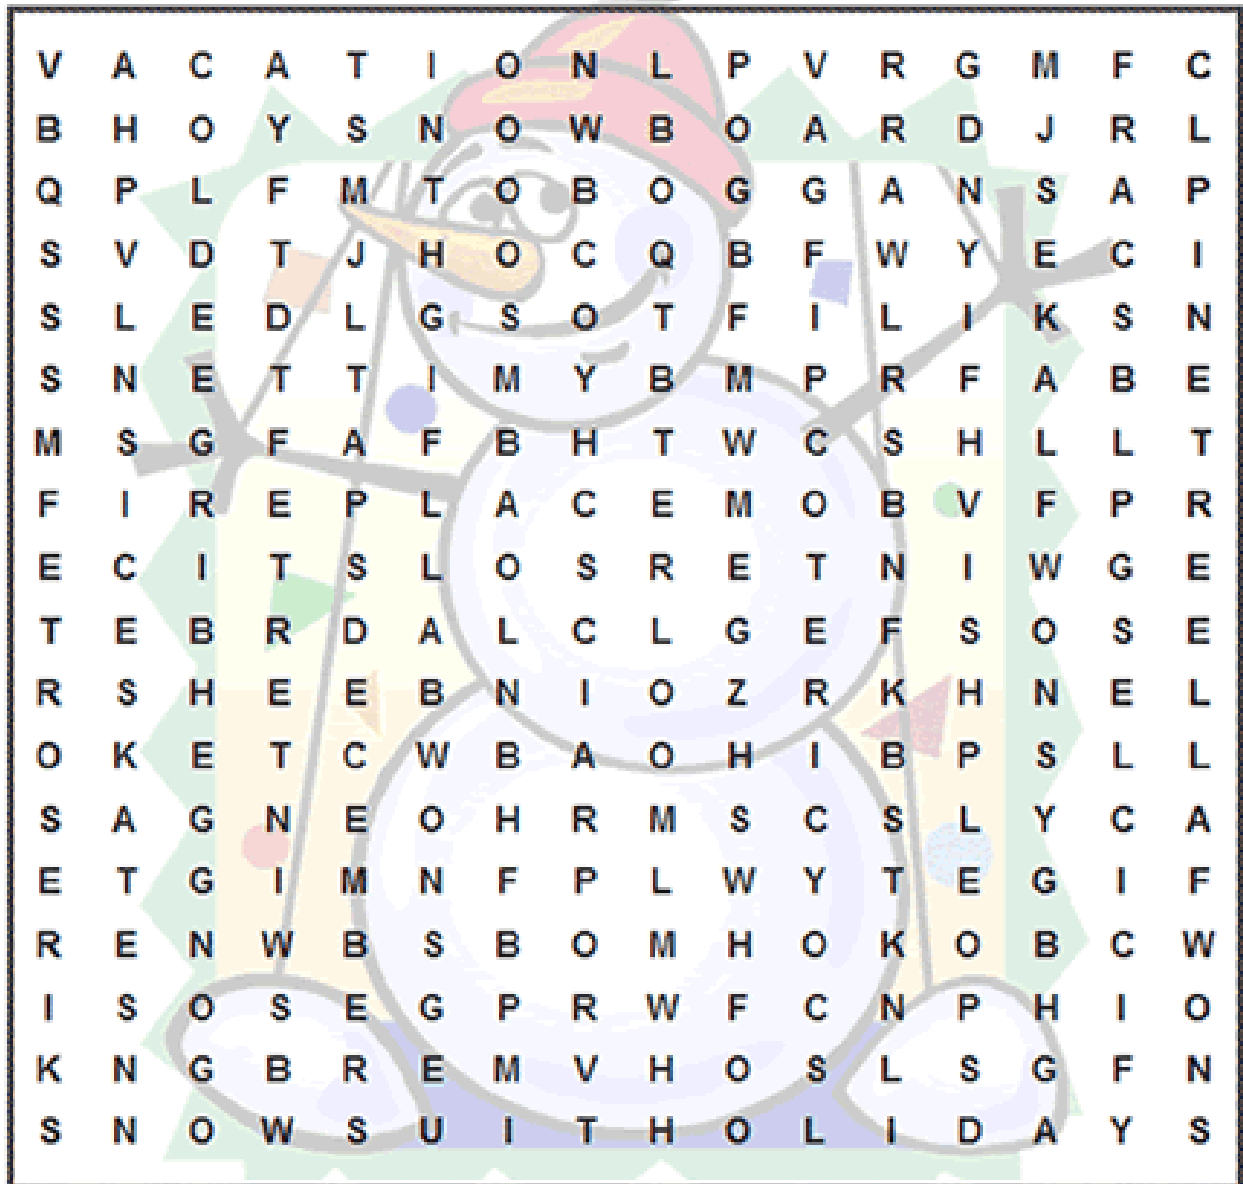 V A C A T I O N L P V R G M F C
B H O Y S N O W B O A R D J R L
Q P L F M T O B O G G A N S A P
S V D T J H O C Q B F W Y E C I
S L E D L G S O T F I L I K S N
S N E T T I M Y B M P R F A B E
M S G F A F B H T W C S H L L T
F I R E P L A C E M O B V F P R
E C I T S L O S R E T N I W G E
T E B R D A L C L G E F S O S E
R S H E E B N I O Z R K H N E L
O K E T C W B A O H I B P S L L
S A G N E O H R M S C S L Y C A
E T G I M N F P L W Y T E G I F
R E N W B S B O M H O K O B C W
I S O S E G P R W F C N P H I O
K N G B R E M V H O S L S G F N
S N O W S U I T H O L I D A Y S